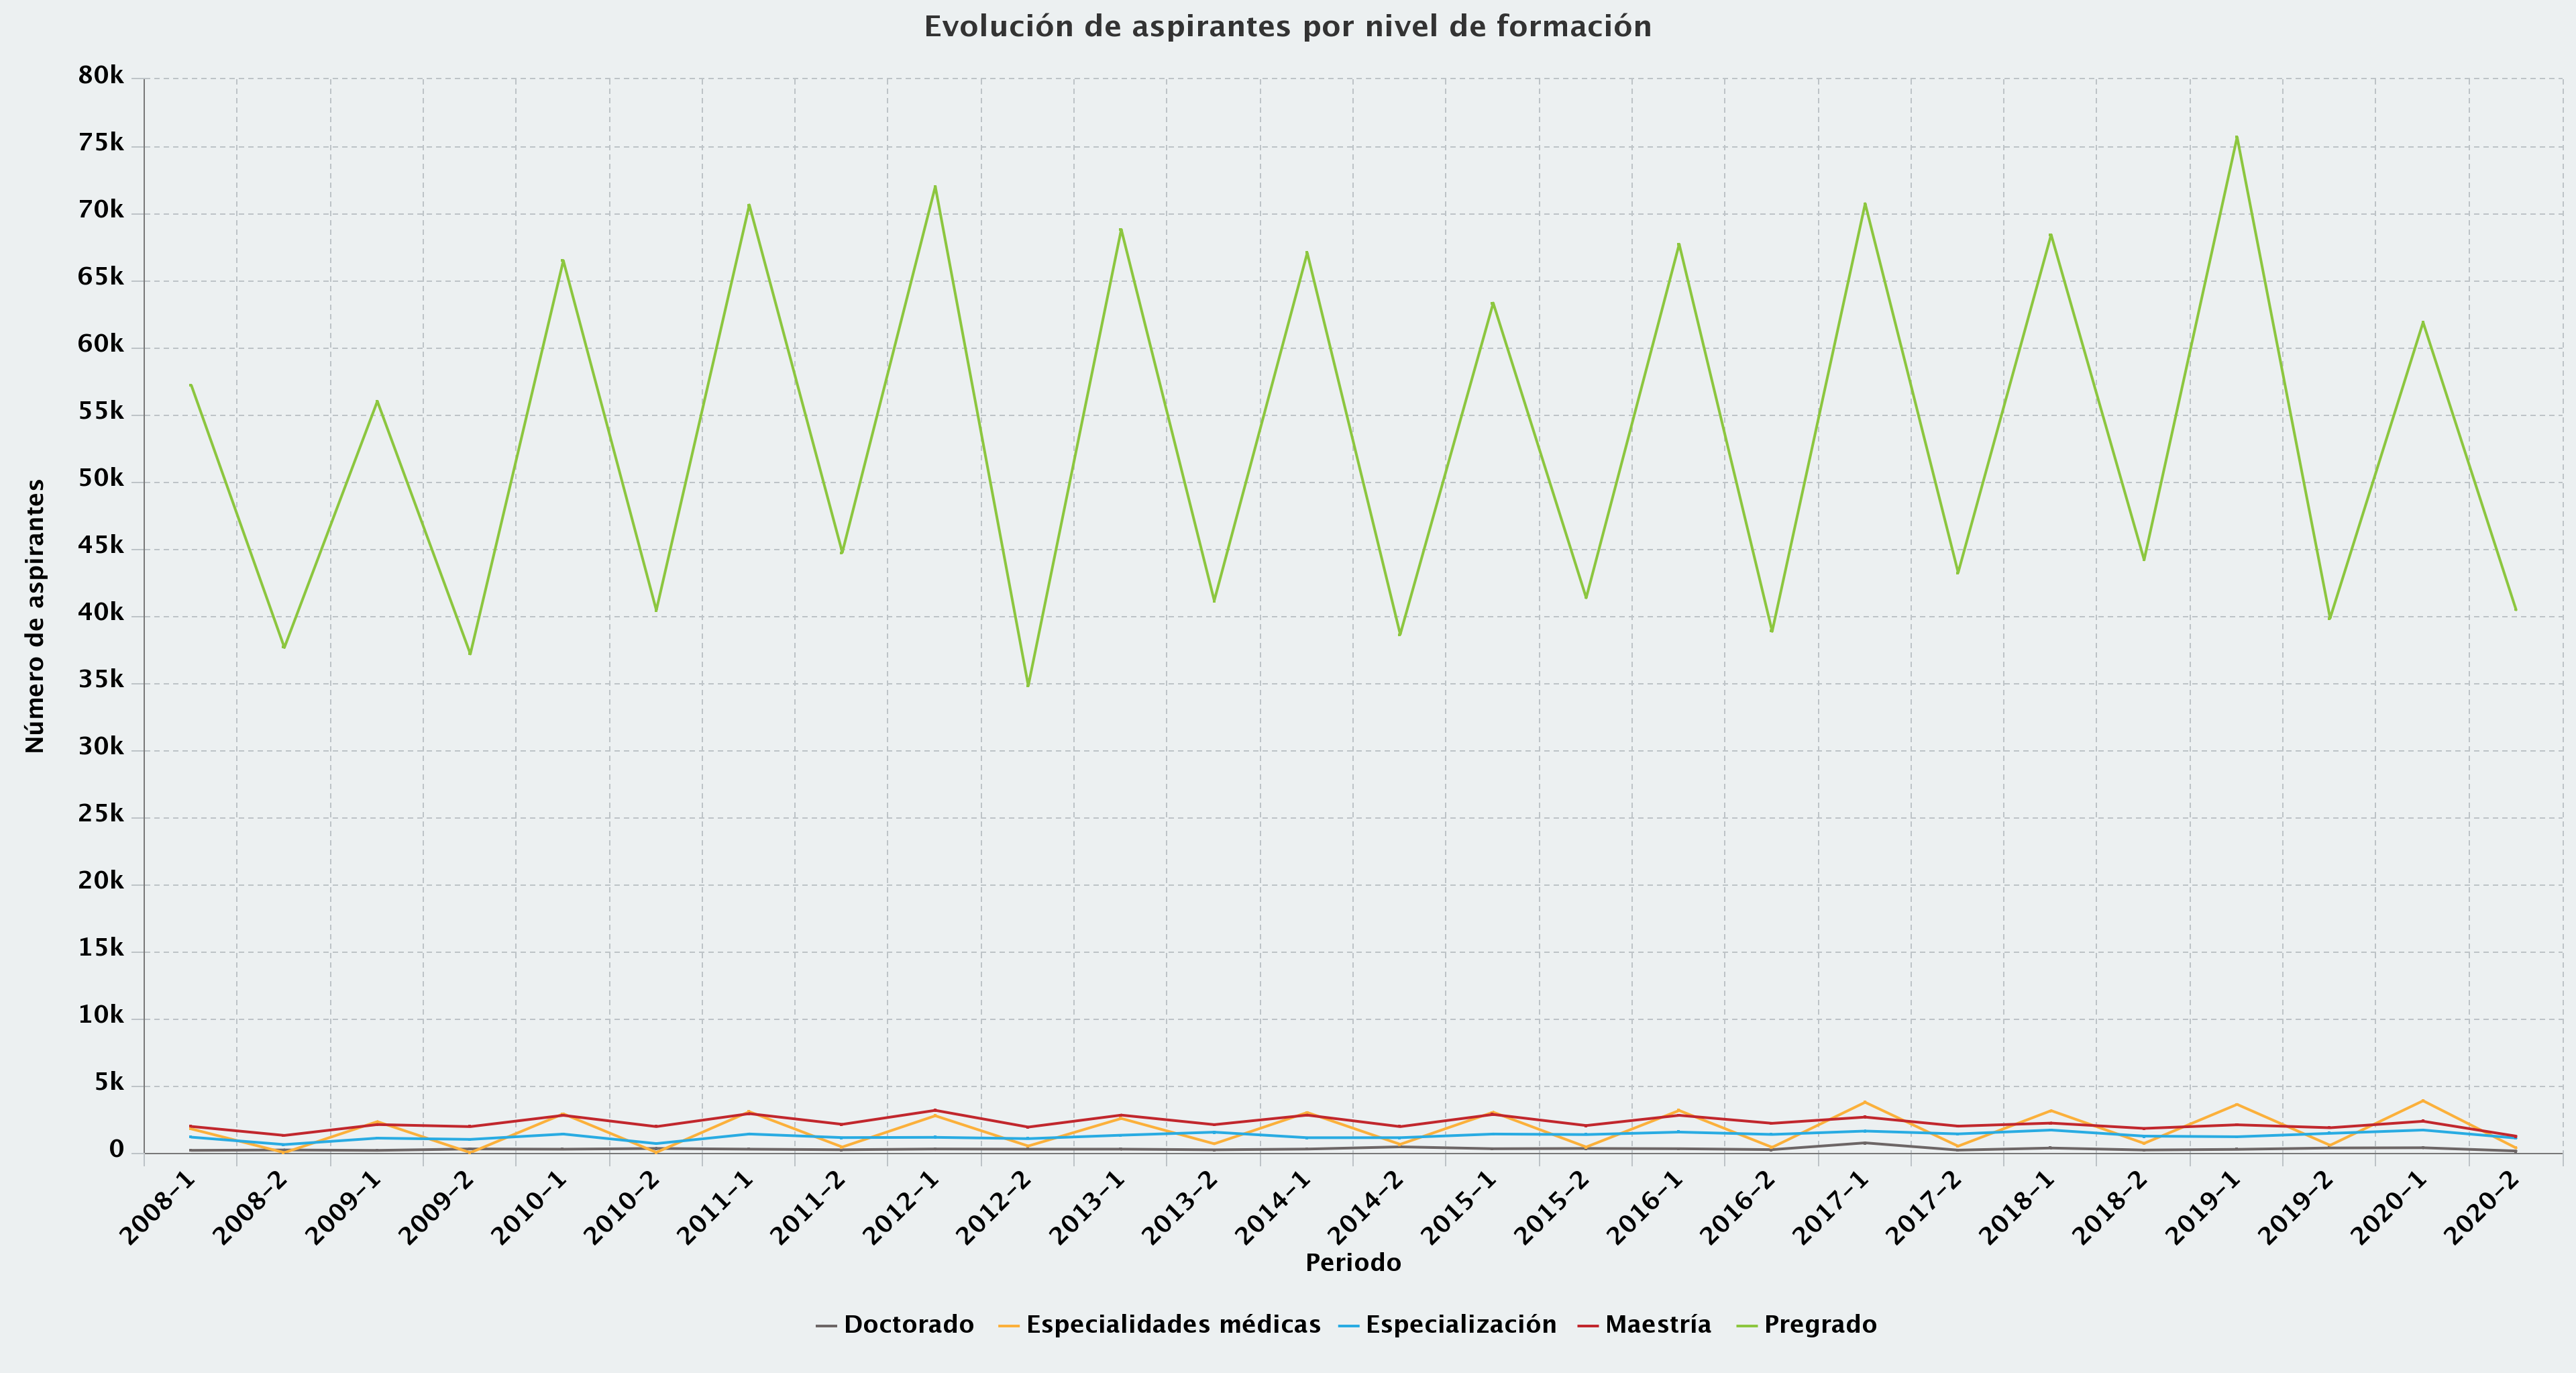 Evolución de aspirantes por nivel de formación
80k
75k
70k
65k
60k
55k
50k
45k
40k
35k
30k
25k
20k
15k
10k
5k
0
Número de aspirantes
2008-1
2008-2
2009-1
2009-2
2010-1
2010-2
2011-1
2011-2
2012-1
2012-2
2013-1
2013-2
2014-1
2014-2
2015-1
2015-2
2016-1
2016-2
2017-1
2017-2
2018-1
2018-2
2019-1
2019-2
2020-1
2020-2
Periodo
Doctorado Especialidades médicas Especialización Maestría Pregrado